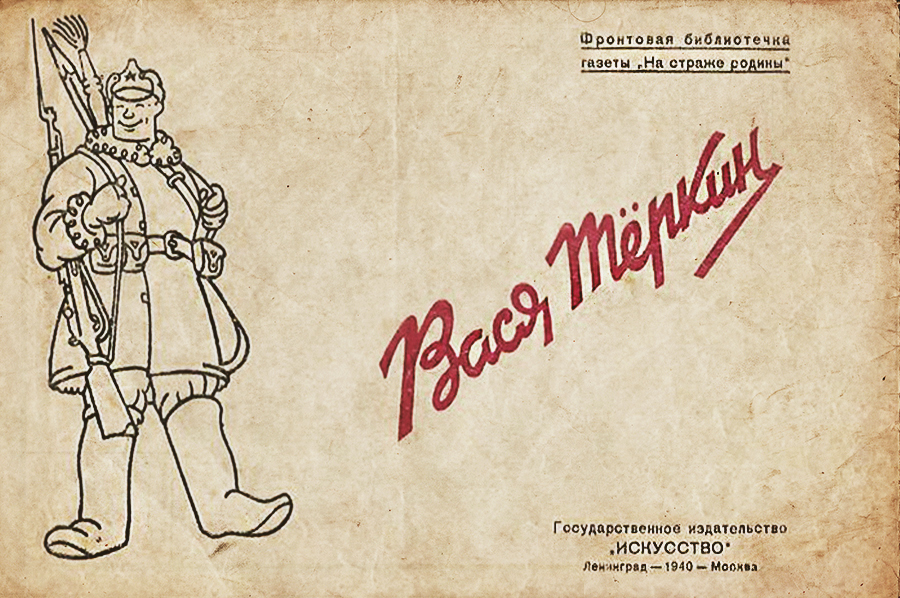 Фронтовая библиотечка
газеты „На страже родины"
Вася Тёркин
Государственное издательство
„ИСКУССТВО"
Ленинград — 1940 — Москва